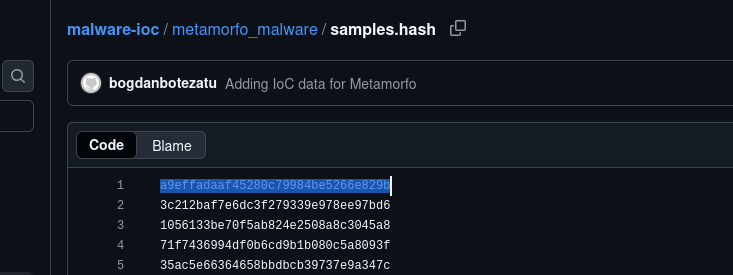 malware-ioc / metamorfo_malware / samples.hash
bogdanbotezatu Adding IoC data for Metamorfo
Code Blame
1 a9effadaaf45280c79984be5266e829b
2 3c212baf7e6dc3f279339e978ee97bd6
3 1056133be70f5ab824e2508a8c3045a8
4 71f7436994df0b6cd9b1b080c5a8093f
5 35ac5e66364658bbdbcb39737e9a347c